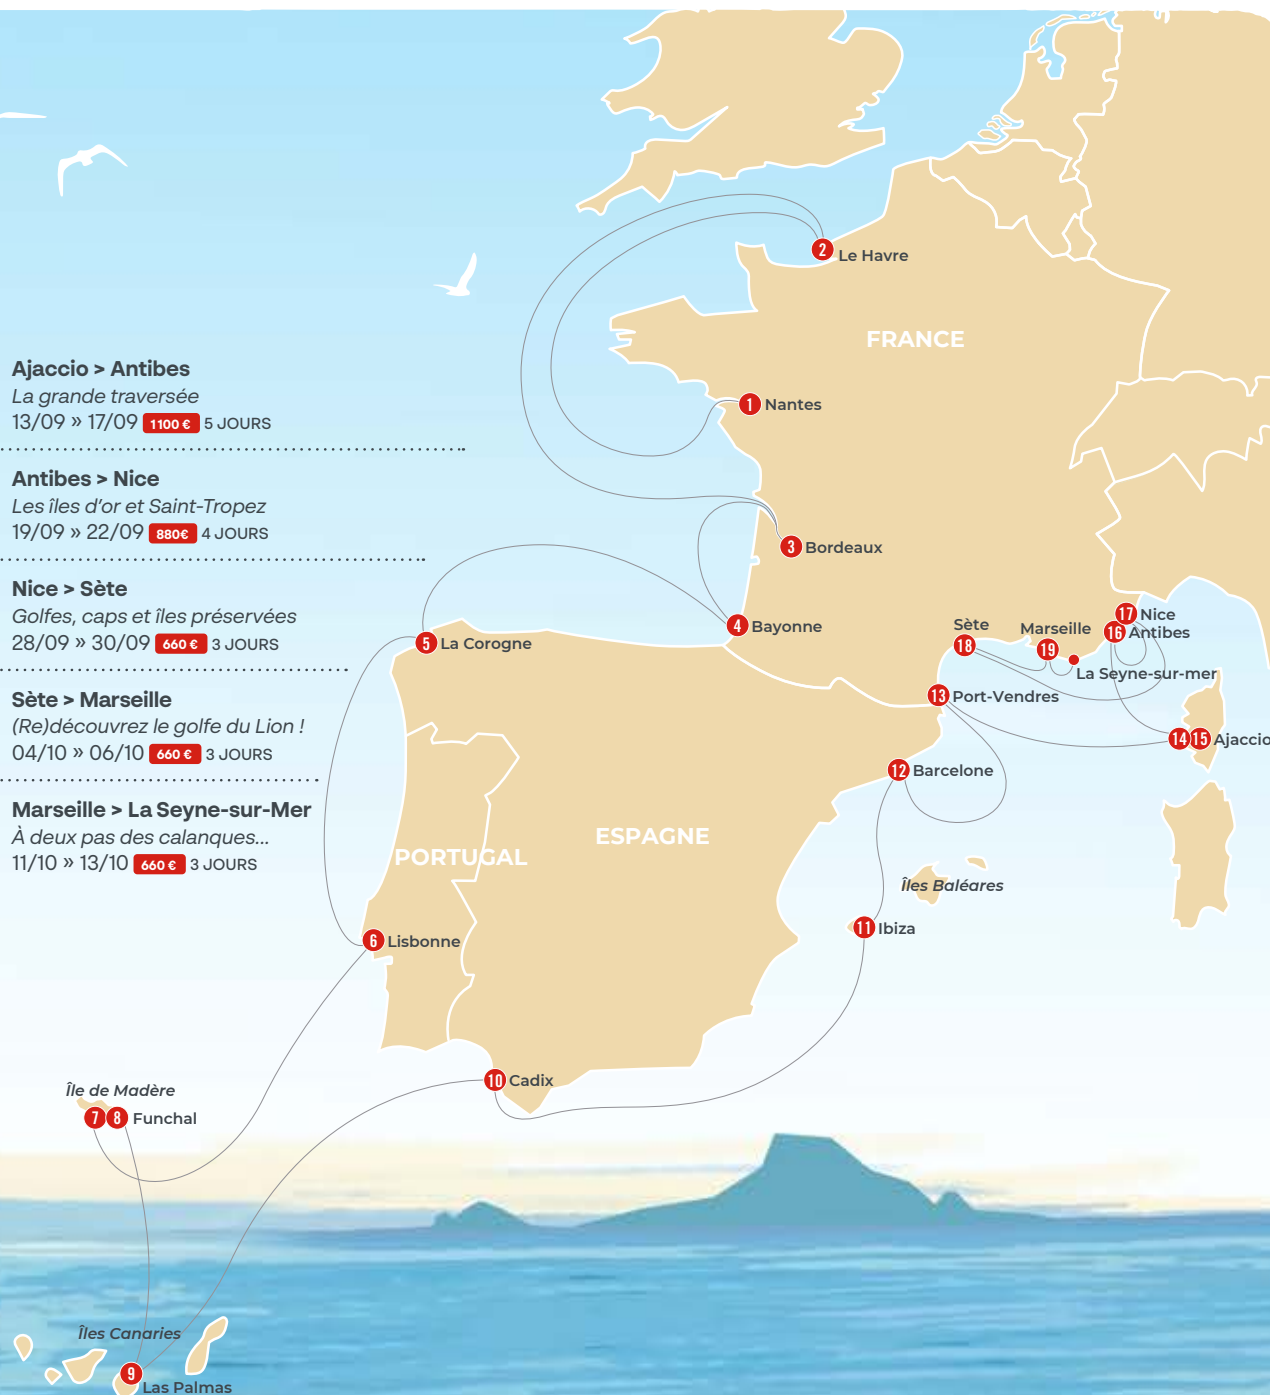 Ajaccio > Antibes
La grande traversée
13/09 » 17/09 1100 € 5 JOURS
Antibes > Nice
Les îles d'or et Saint-Tropez
19/09 » 22/09 880€ 4 JOURS
Nice > Sète
Golfes, caps et îles préservées
28/09 » 30/09 660 € 3 JOURS
Sète > Marseille
(Re)découvrez le golfe du Lion !
04/10 » 06/10 660 € 3 JOURS
Marseille > La Seyne-sur-Mer
À deux pas des calanques...
11/10 » 13/10 660 € 3 JOURS
2 Le Havre
FRANCE
1 Nantes
3 Bordeaux
4 Bayonne
5 La Corogne
17 Nice
16 Antibes
Sète
18
Marseille
19
La Seyne-sur-mer
13 Port-Vendres
14 15 Ajaccio
12 Barcelone
ESPAGNE
PORTUGAL
Îles Baléares
11 Ibiza
6 Lisbonne
10 Cadix
Île de Madère
7 8 Funchal
Îles Canaries
9
Las Palmas